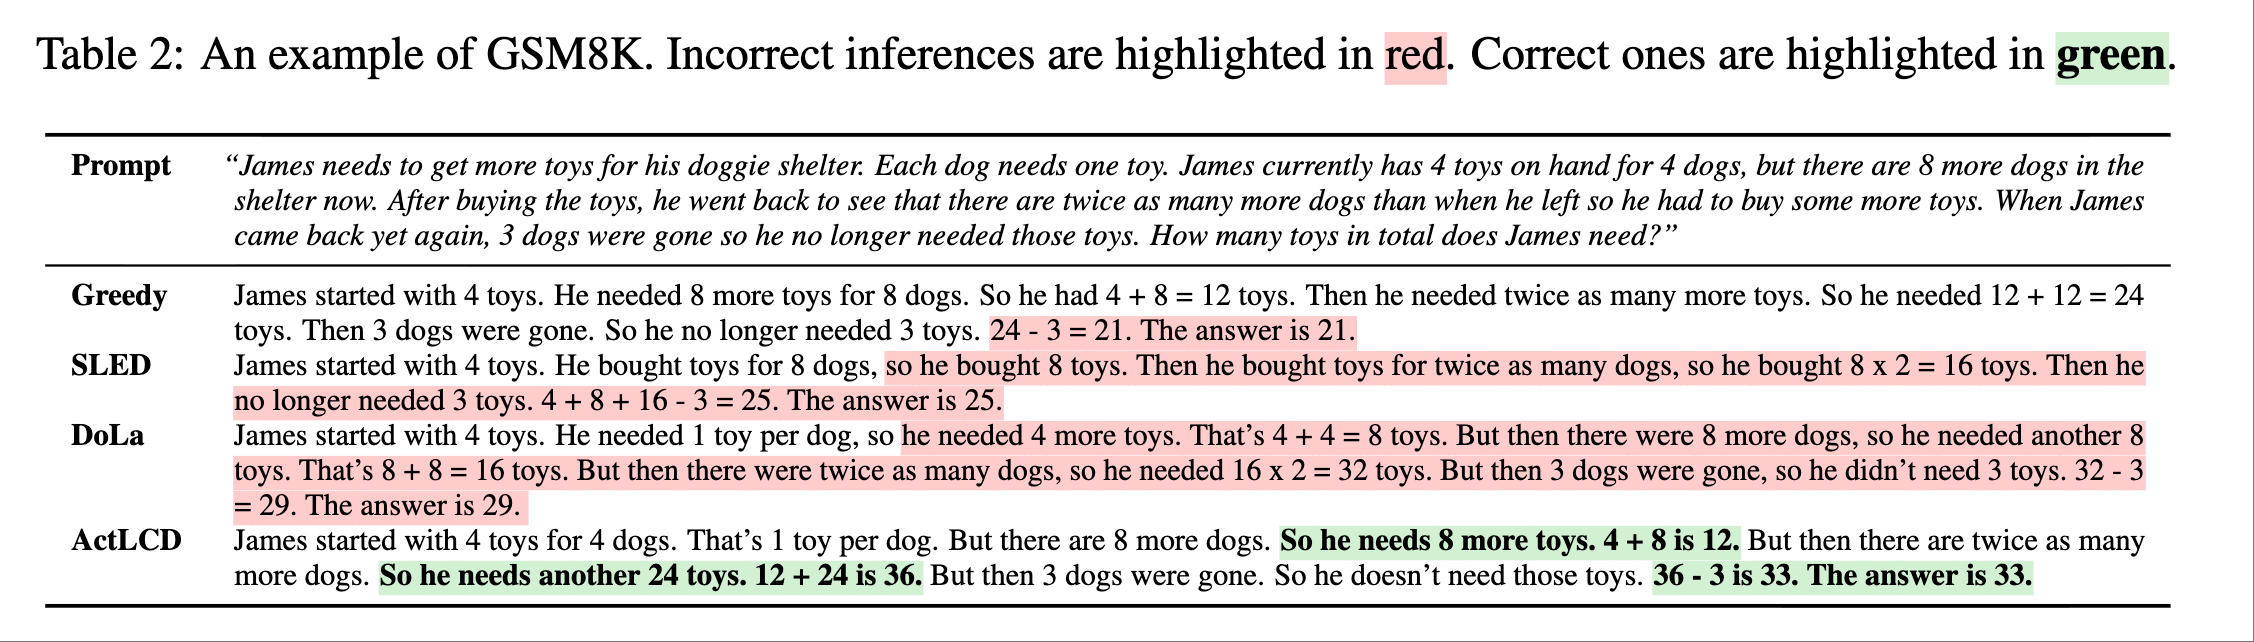 Table 2: An example of GSM8K. Incorrect inferences are highlighted in red. Correct ones are highlighted in green.
Prompt “James needs to get more toys for his doggie shelter. Each dog needs one toy. James currently has 4 toys on hand for 4 dogs, but there are 8 more dogs in the
shelter now. After buying the toys, he went back to see that there are twice as many more dogs than when he left so he had to buy some more toys. When James
came back yet again, 3 dogs were gone so he no longer needed those toys. How many toys in total does James need?”
Greedy James started with 4 toys. He needed 8 more toys for 8 dogs. So he had 4 + 8 = 12 toys. Then he needed twice as many more toys. So he needed 12 + 12 = 24
toys. Then 3 dogs were gone. So he no longer needed 3 toys. 24 - 3 = 21. The answer is 21.
SLED James started with 4 toys. He bought toys for 8 dogs, so he bought 8 toys. Then he bought toys for twice as many dogs, so he bought 8 x 2 = 16 toys. Then he
no longer needed 3 toys. 4 + 8 + 16 - 3 = 25. The answer is 25.
DoLa James started with 4 toys. He needed 1 toy per dog, so he needed 4 more toys. That’s 4 + 4 = 8 toys. But then there were 8 more dogs, so he needed another 8
toys. That’s 8 + 8 = 16 toys. But then there were twice as many dogs, so he needed 16 x 2 = 32 toys. But then 3 dogs were gone, so he didn’t need 3 toys. 32 - 3
= 29. The answer is 29.
ActLCD James started with 4 toys for 4 dogs. That’s 1 toy per dog. But there are 8 more dogs. So he needs 8 more toys. 4 + 8 is 12. But then there are twice as many
more dogs. So he needs another 24 toys. 12 + 24 is 36. But then 3 dogs were gone. So he doesn’t need those toys. 36 - 3 is 33. The answer is 33.